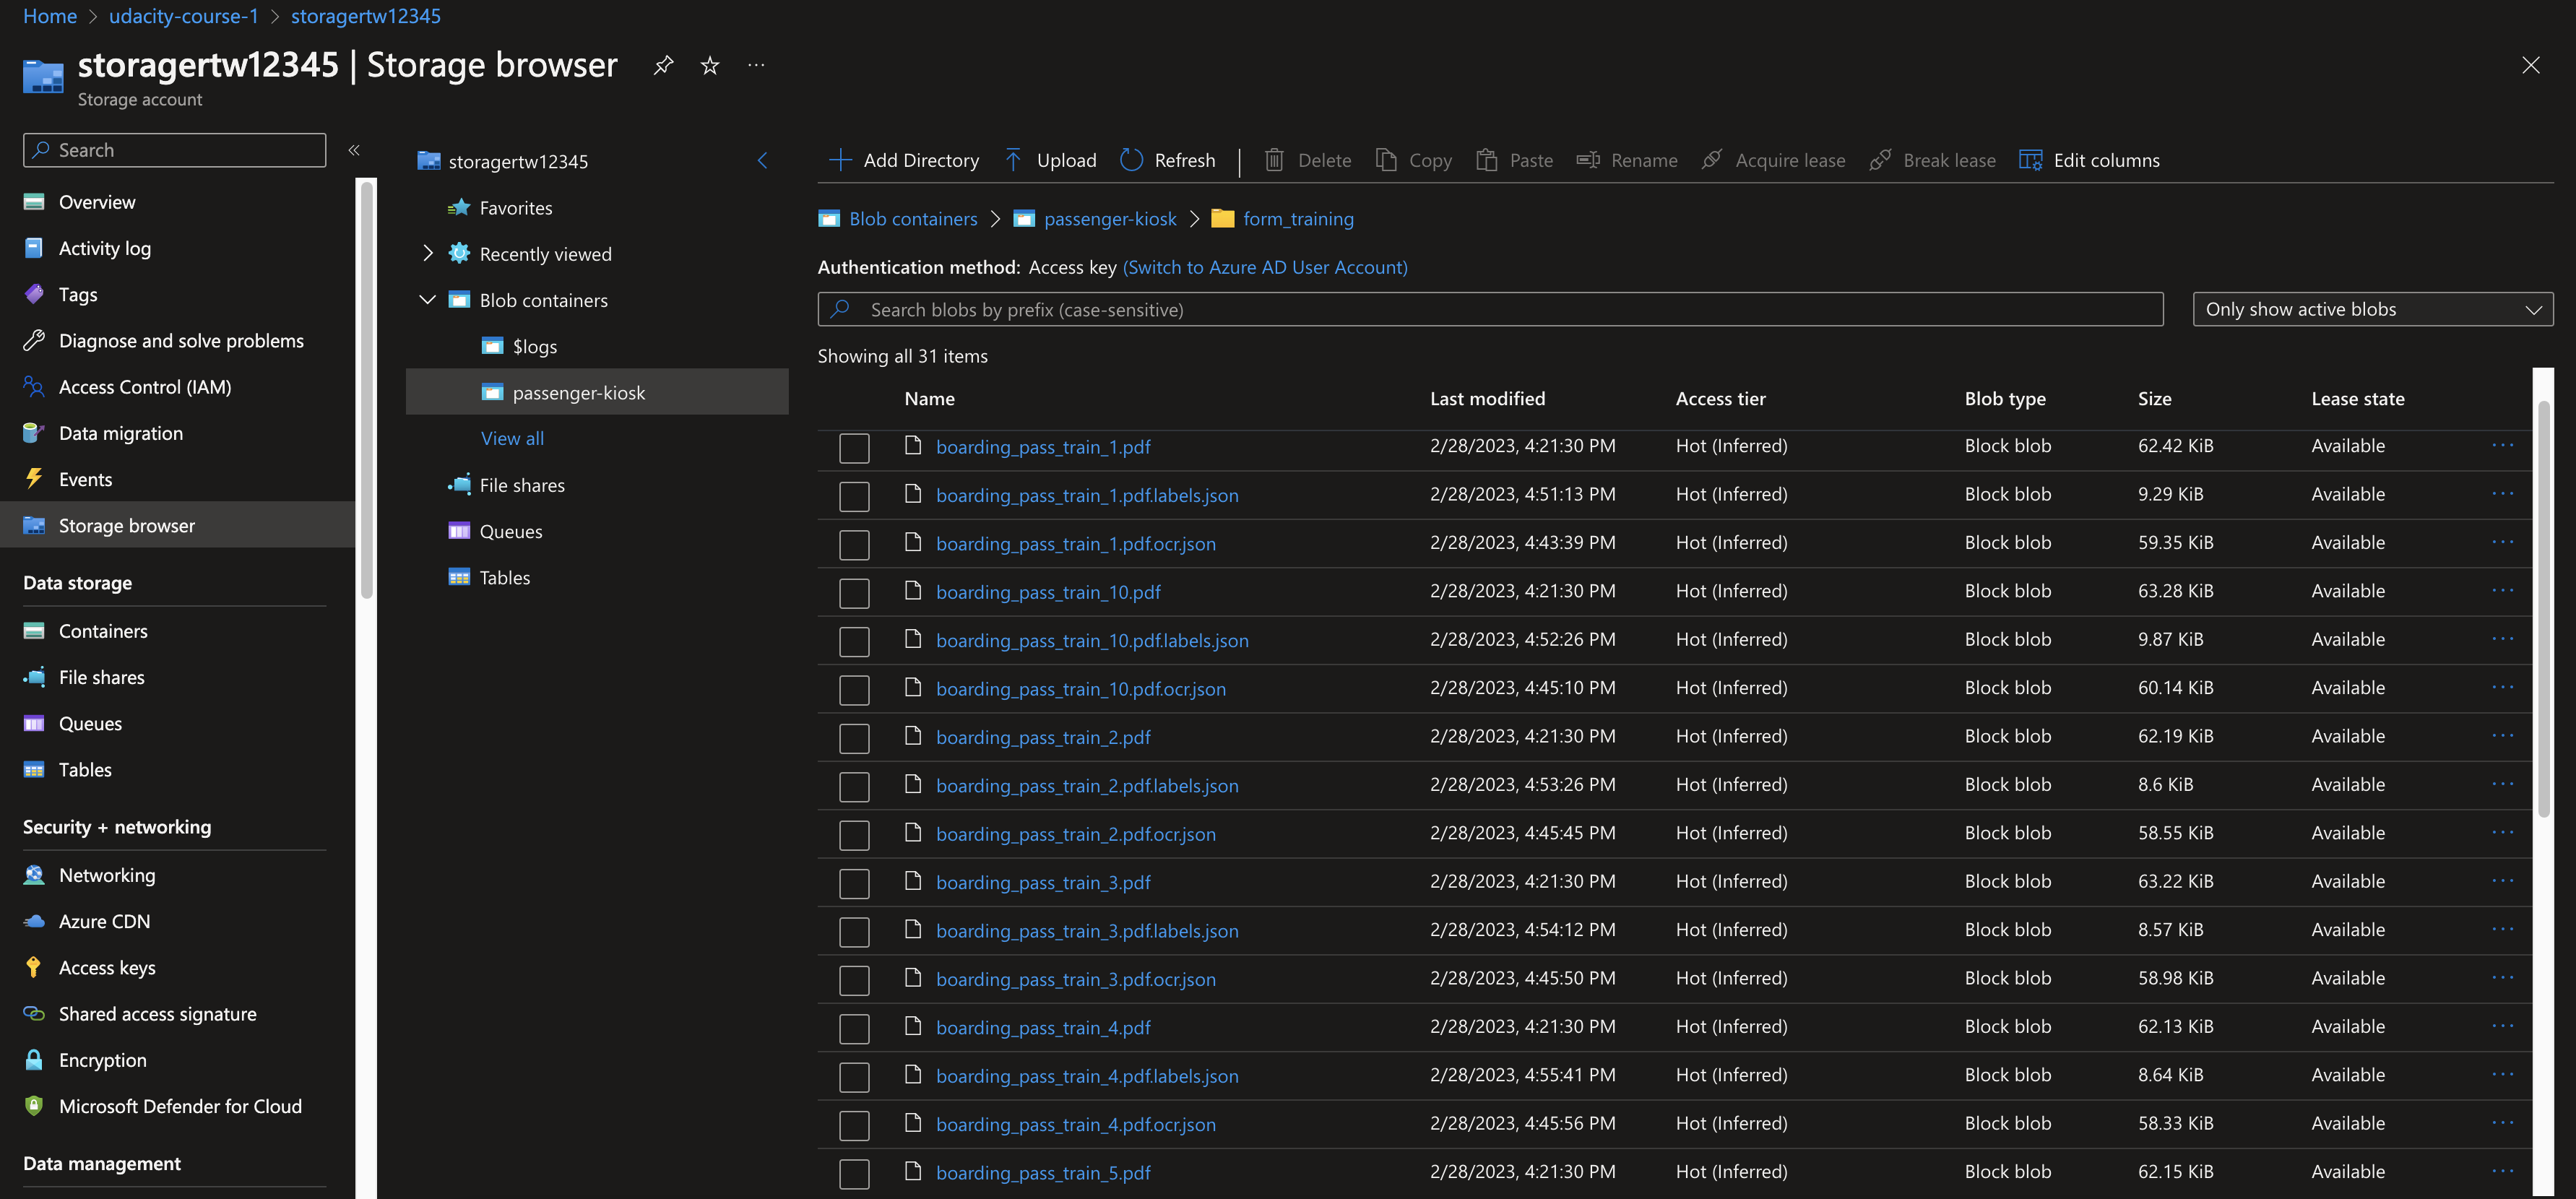 Home > udacity-course-1 > storagertw12345
storagertw12345 | Storage browser
Storage account
Search
Overview
Activity log
Tags
Diagnose and solve problems
Access Control (IAM)
Data migration
Events
Storage browser
Data storage
Containers
File shares
Queues
Tables
Security + networking
Networking
Azure CDN
Access keys
Shared access signature
Encryption
Microsoft Defender for Cloud
Data management
storagertw12345
Favorites
Recently viewed
Blob containers
$logs
passenger-kiosk
View all
File shares
Queues
Tables
Add Directory Upload Refresh Delete Copy Paste Rename Acquire lease Break lease Edit columns
Blob containers > passenger-kiosk > form_training
Authentication method: Access key (Switch to Azure AD User Account)
Search blobs by prefix (case-sensitive) Only show active blobs
Showing all 31 items
Name Last modified Access tier Blob type Size Lease state
boarding_pass_train_1.pdf 2/28/2023, 4:21:30 PM Hot (Inferred) Block blob 62.42 KiB Available
boarding_pass_train_1.pdf.labels.json 2/28/2023, 4:51:13 PM Hot (Inferred) Block blob 9.29 KiB Available
boarding_pass_train_1.pdf.ocr.json 2/28/2023, 4:43:39 PM Hot (Inferred) Block blob 59.35 KiB Available
boarding_pass_train_10.pdf 2/28/2023, 4:21:30 PM Hot (Inferred) Block blob 63.28 KiB Available
boarding_pass_train_10.pdf.labels.json 2/28/2023, 4:52:26 PM Hot (Inferred) Block blob 9.87 KiB Available
boarding_pass_train_10.pdf.ocr.json 2/28/2023, 4:45:10 PM Hot (Inferred) Block blob 60.14 KiB Available
boarding_pass_train_2.pdf 2/28/2023, 4:21:30 PM Hot (Inferred) Block blob 62.19 KiB Available
boarding_pass_train_2.pdf.labels.json 2/28/2023, 4:53:26 PM Hot (Inferred) Block blob 8.6 KiB Available
boarding_pass_train_2.pdf.ocr.json 2/28/2023, 4:45:45 PM Hot (Inferred) Block blob 58.55 KiB Available
boarding_pass_train_3.pdf 2/28/2023, 4:21:30 PM Hot (Inferred) Block blob 63.22 KiB Available
boarding_pass_train_3.pdf.labels.json 2/28/2023, 4:54:12 PM Hot (Inferred) Block blob 8.57 KiB Available
boarding_pass_train_3.pdf.ocr.json 2/28/2023, 4:45:50 PM Hot (Inferred) Block blob 58.98 KiB Available
boarding_pass_train_4.pdf 2/28/2023, 4:21:30 PM Hot (Inferred) Block blob 62.13 KiB Available
boarding_pass_train_4.pdf.labels.json 2/28/2023, 4:55:41 PM Hot (Inferred) Block blob 8.64 KiB Available
boarding_pass_train_4.pdf.ocr.json 2/28/2023, 4:45:56 PM Hot (Inferred) Block blob 58.33 KiB Available
boarding_pass_train_5.pdf 2/28/2023, 4:21:30 PM Hot (Inferred) Block blob 62.15 KiB Available